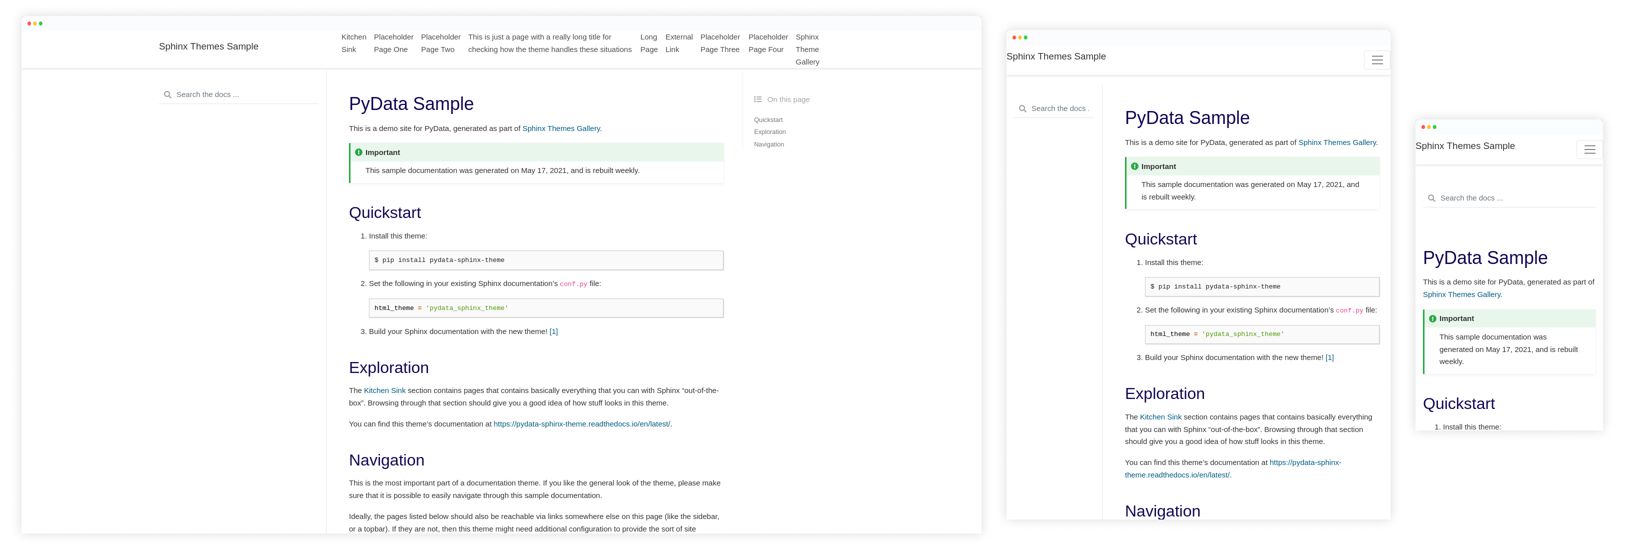 Sphinx Themes Sample
Kitchen Sink
Placeholder Page One
Placeholder Page Two
This is just a page with a really long title for
checking how the theme handles these situations
Long Page
External Link
Placeholder Page Three
Placeholder Page Four
Sphinx Theme Gallery
Search the docs ...
PyData Sample
This is a demo site for PyData, generated as part of Sphinx Themes Gallery.
Important
This sample documentation was generated on May 17, 2021, and is rebuilt weekly.
Quickstart
1. Install this theme:
$ pip install pydata-sphinx-theme
2. Set the following in your existing Sphinx documentation's conf.py file:
html_theme = 'pydata_sphinx_theme'
3. Build your Sphinx documentation with the new theme! [1]
Exploration
The Kitchen Sink section contains pages that contains basically everything that you can with Sphinx “out-of-the-
box”. Browsing through that section should give you a good idea of how stuff looks in this theme.
You can find this theme's documentation at https://pydata-sphinx-theme.readthedocs.io/en/latest/.
Navigation
This is the most important part of a documentation theme. If you like the general look of the theme, please make
sure that it is possible to easily navigate through this sample documentation.
Ideally, the pages listed below should also be reachable via links somewhere else on this page (like the sidebar,
or a topbar). If they are not, then this theme might need additional configuration to provide the sort of site
On this page
Quickstart
Exploration
Navigation
Sphinx Themes Sample
Search the docs .
PyData Sample
This is a demo site for PyData, generated as part of Sphinx Themes Gallery.
Important
This sample documentation was generated on May 17, 2021, and
is rebuilt weekly.
Quickstart
1. Install this theme:
$ pip install pydata-sphinx-theme
2. Set the following in your existing Sphinx documentation's conf.py file:
html_theme = 'pydata_sphinx_theme'
3. Build your Sphinx documentation with the new theme! [1]
Exploration
The Kitchen Sink section contains pages that contains basically everything
that you can with Sphinx “out-of-the-box”. Browsing through that section
should give you a good idea of how stuff looks in this theme.
You can find this theme's documentation at https://pydata-sphinx-
theme.readthedocs.io/en/latest/.
Navigation
Sphinx Themes Sample
Search the docs ...
PyData Sample
This is a demo site for PyData, generated as part of
Sphinx Themes Gallery.
Important
This sample documentation was
generated on May 17, 2021, and is rebuilt
weekly.
Quickstart
1. Install this theme: